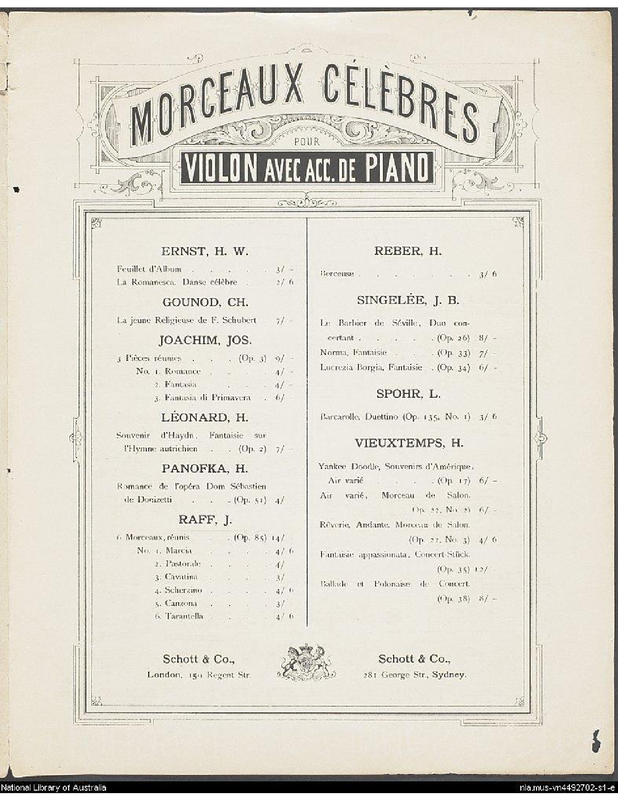 MORCEAUX CÉLÈBRES
POUR
VIOLON AVEC ACC. DE PIANO
ERNST, H. W.
Feuillet d'Album . . . . . 3/ -
La Romanesca, Danse célèbre . 2/ 6
GOUNOD, CH.
La jeune Religieuse de F. Schubert 7/ -
JOACHIM, JOS.
3 Pièces réunies . . . (Op. 3) 9/ -
No. 1. Romance . . . . 4/ -
2. Fantasia . . . . 4/ -
3. Fantasia di Primavera . 6/
LÉONARD, H.
Souvenir d'Haydn, Fantaisie sur
l'Hymne autrichien . . (Op. 2) 7/ -
PANOFKA, H.
Romance de l'opéra Dom Sébastien
de Donizetti . . . (Op. 51) 4/
RAFF, J.
6 Morceaux, réunis . . (Op. 85) 14/
No. 1. Marcia . . . . 4/ 6
2. Pastorale . . . . 4/
3. Cavatina . . . . 3/
4. Scherzino . . . . 4/ 6
5. Canzona . . . . 3/
6. Tarantella . . . . 4/ 6
REBER, H.
Berceuse . . . . . . . 3/ 6
SINGELÉE, J. B.
Le Barbier de Séville, Duo con-
certant . . . . . (Op. 26) 8/ -
Norma, Fantaisie . . . (Op. 33) 7/ -
Lucrezia Borgia, Fantaisie . (Op. 34) 6/ -
SPOHR, L.
Barcarolle, Duettino (Op. 135, No. 1) 3/ 6
VIEUXTEMPS, H.
Yankee Doodle, Souvenirs d'Amérique,
Air varié . . . . (Op. 17) 6/ -
Air varié, Morceau de Salon.
Op. 22, No. 2) 6/ -
Rêverie, Andante, Morceau de Salon.
(Op. 22, No. 3) 4/ 6
Fantaisie appassionata, Concert-Stück.
(Op. 35) 12/
Ballade et Polonaise de Concert.
(Op. 38) 8/ -
Schott & Co.,
London, 159 Regent Str.
Schott & Co.,
281 George Str., Sydney.
National Library of Australia
nla.mus-vn4492702-s1-e